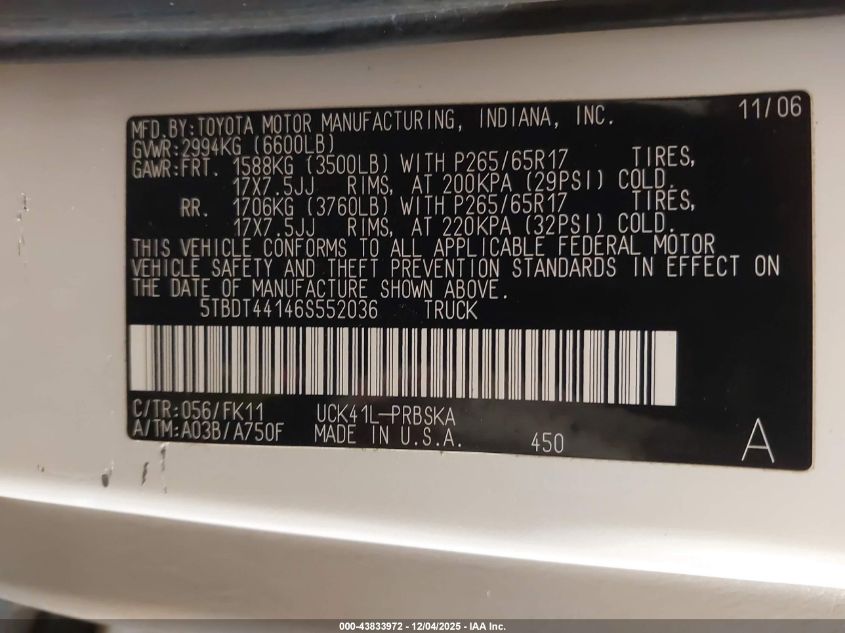 MFD.BY:TOYOTA MOTOR MANUFACTURING, INDIANA, INC. 11/06
GVWR:2994KG (6600LB)
GAWR:FRT. 1588KG (3500LB) WITH P265/65R17 TIRES,
17X7.5JJ RIMS, AT 200KPA (29PSI) COLD.
RR. 1706KG (3760LB) WITH P265/65R17 TIRES,
17X7.5JJ RIMS, AT 220KPA (32PSI) COLD.
THIS VEHICLE CONFORMS TO ALL APPLICABLE FEDERAL MOTOR
VEHICLE SAFETY AND THEFT PREVENTION STANDARDS IN EFFECT ON
THE DATE OF MANUFACTURE SHOWN ABOVE.
5TBDT44146S552036 TRUCK
C/TR:056/FK11 UCK41L-PRBSKA
A/TM:A03B/A750F MADE IN U.S.A. 450 A
000-43833972 - 12/04/2025 - IAA Inc.